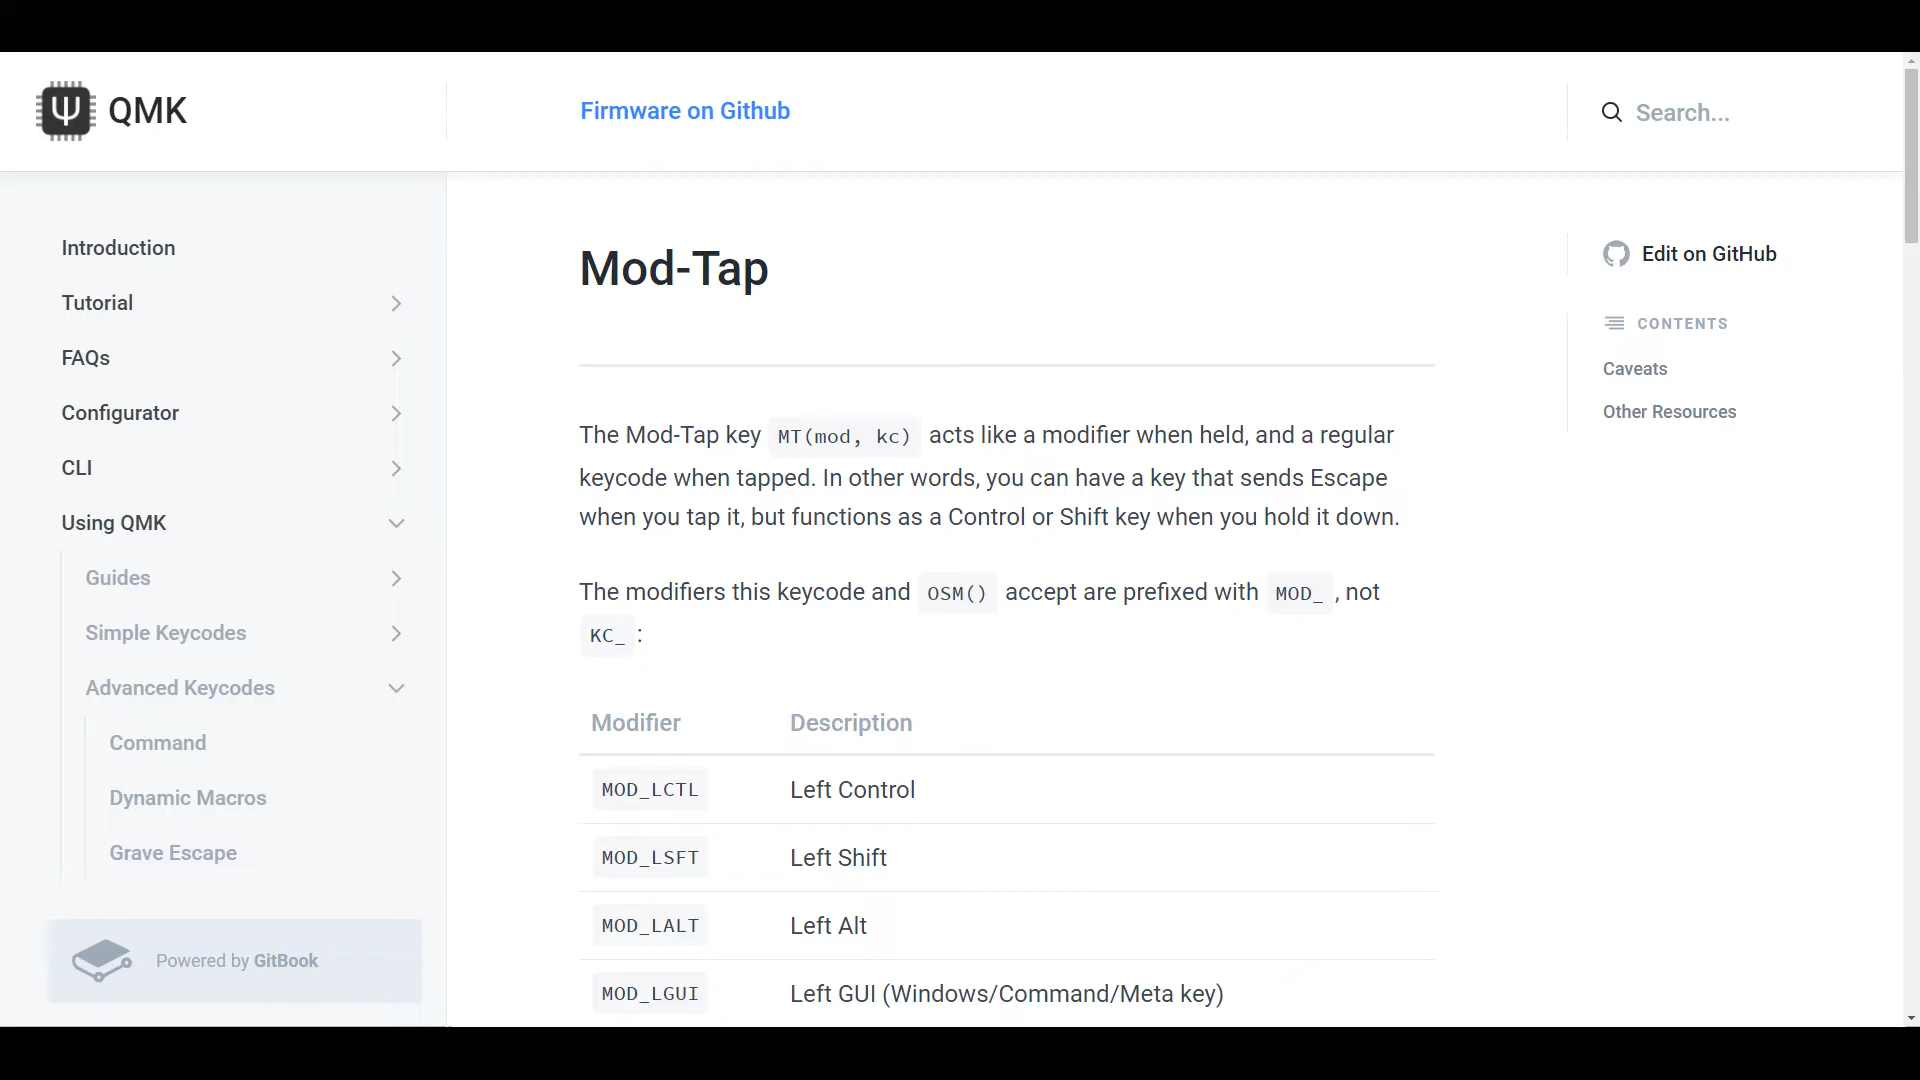 QMK
Firmware on Github
Search...
Introduction
Tutorial
FAQs
Configurator
CLI
Using QMK
Guides
Simple Keycodes
Advanced Keycodes
Command
Dynamic Macros
Grave Escape
Powered by GitBook
Mod-Tap
The Mod-Tap key MT(mod, kc) acts like a modifier when held, and a regular
keycode when tapped. In other words, you can have a key that sends Escape
when you tap it, but functions as a Control or Shift key when you hold it down.
The modifiers this keycode and OSM() accept are prefixed with MOD_ , not
KC_ :
Modifier Description
MOD_LCTL Left Control
MOD_LSFT Left Shift
MOD_LALT Left Alt
MOD_LGUI Left GUI (Windows/Command/Meta key)
Edit on GitHub
CONTENTS
Caveats
Other Resources